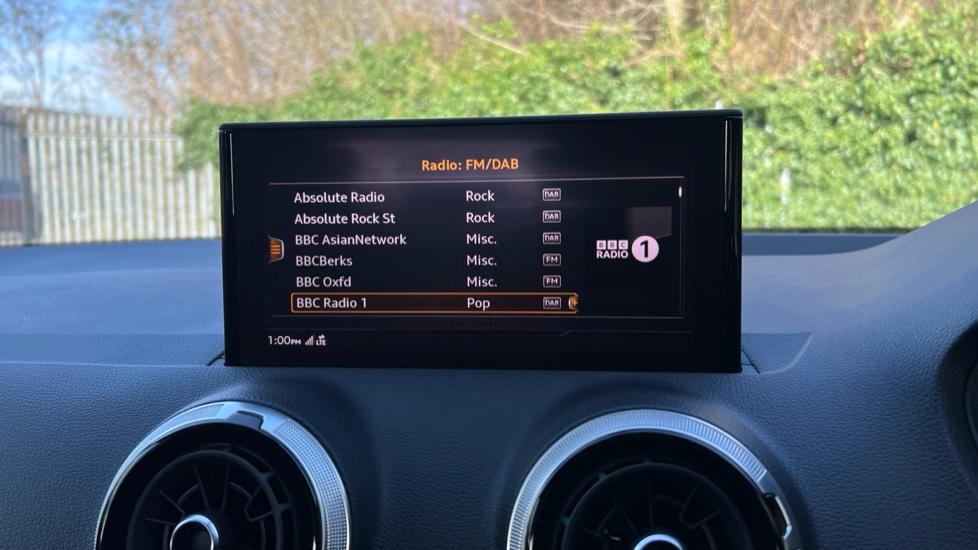 Radio: FM/DAB
Absolute Radio Rock DAB
Absolute Rock St Rock DAB
BBC AsianNetwork Misc. DAB
BBCBerks Misc. FM
BBC Oxfd Misc. FM
BBC Radio 1 Pop DAB
BBC
RADIO 1
1:00PM LTE